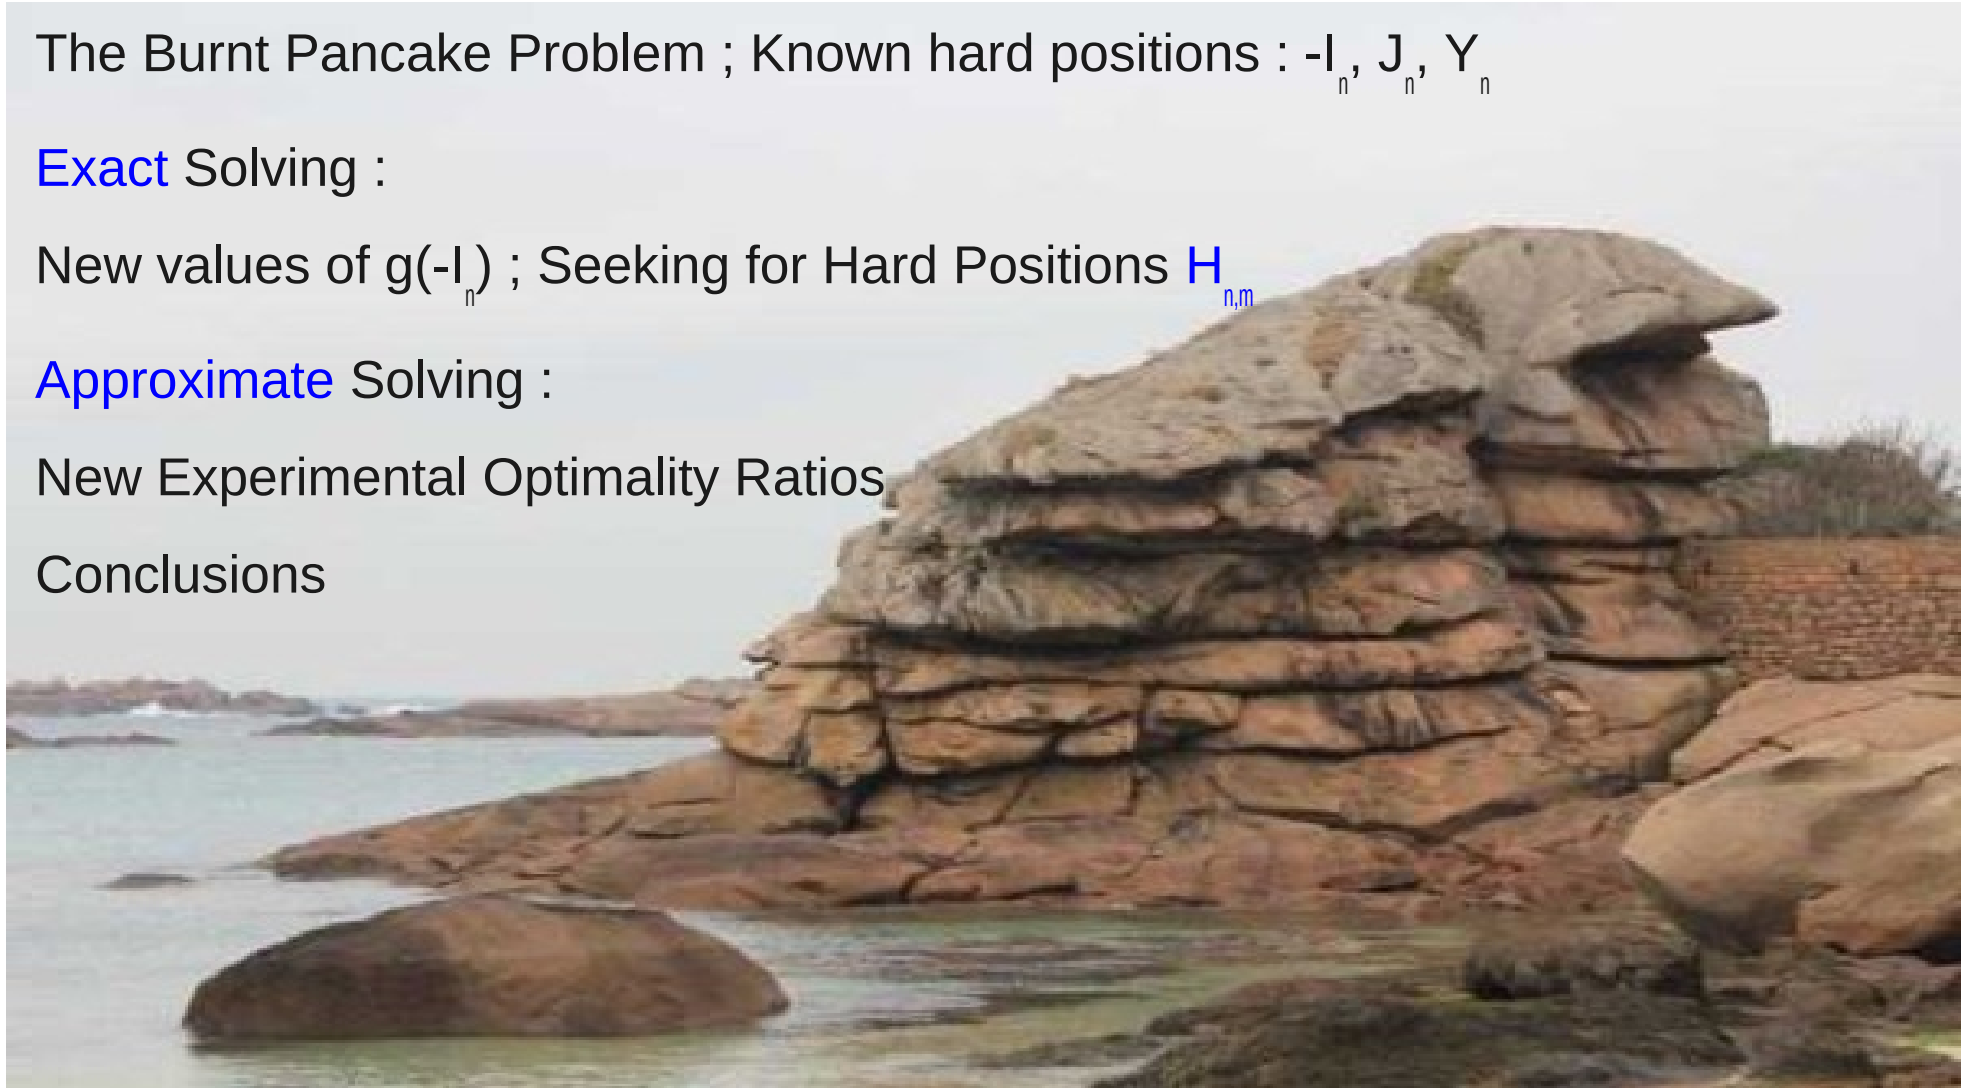 The Burnt Pancake Problem ; Known hard positions : -Iₙ, Jₙ, Yₙ
Exact Solving :
New values of g(-Iₙ) ; Seeking for Hard Positions Hn,m
Approximate Solving :
New Experimental Optimality Ratios
Conclusions